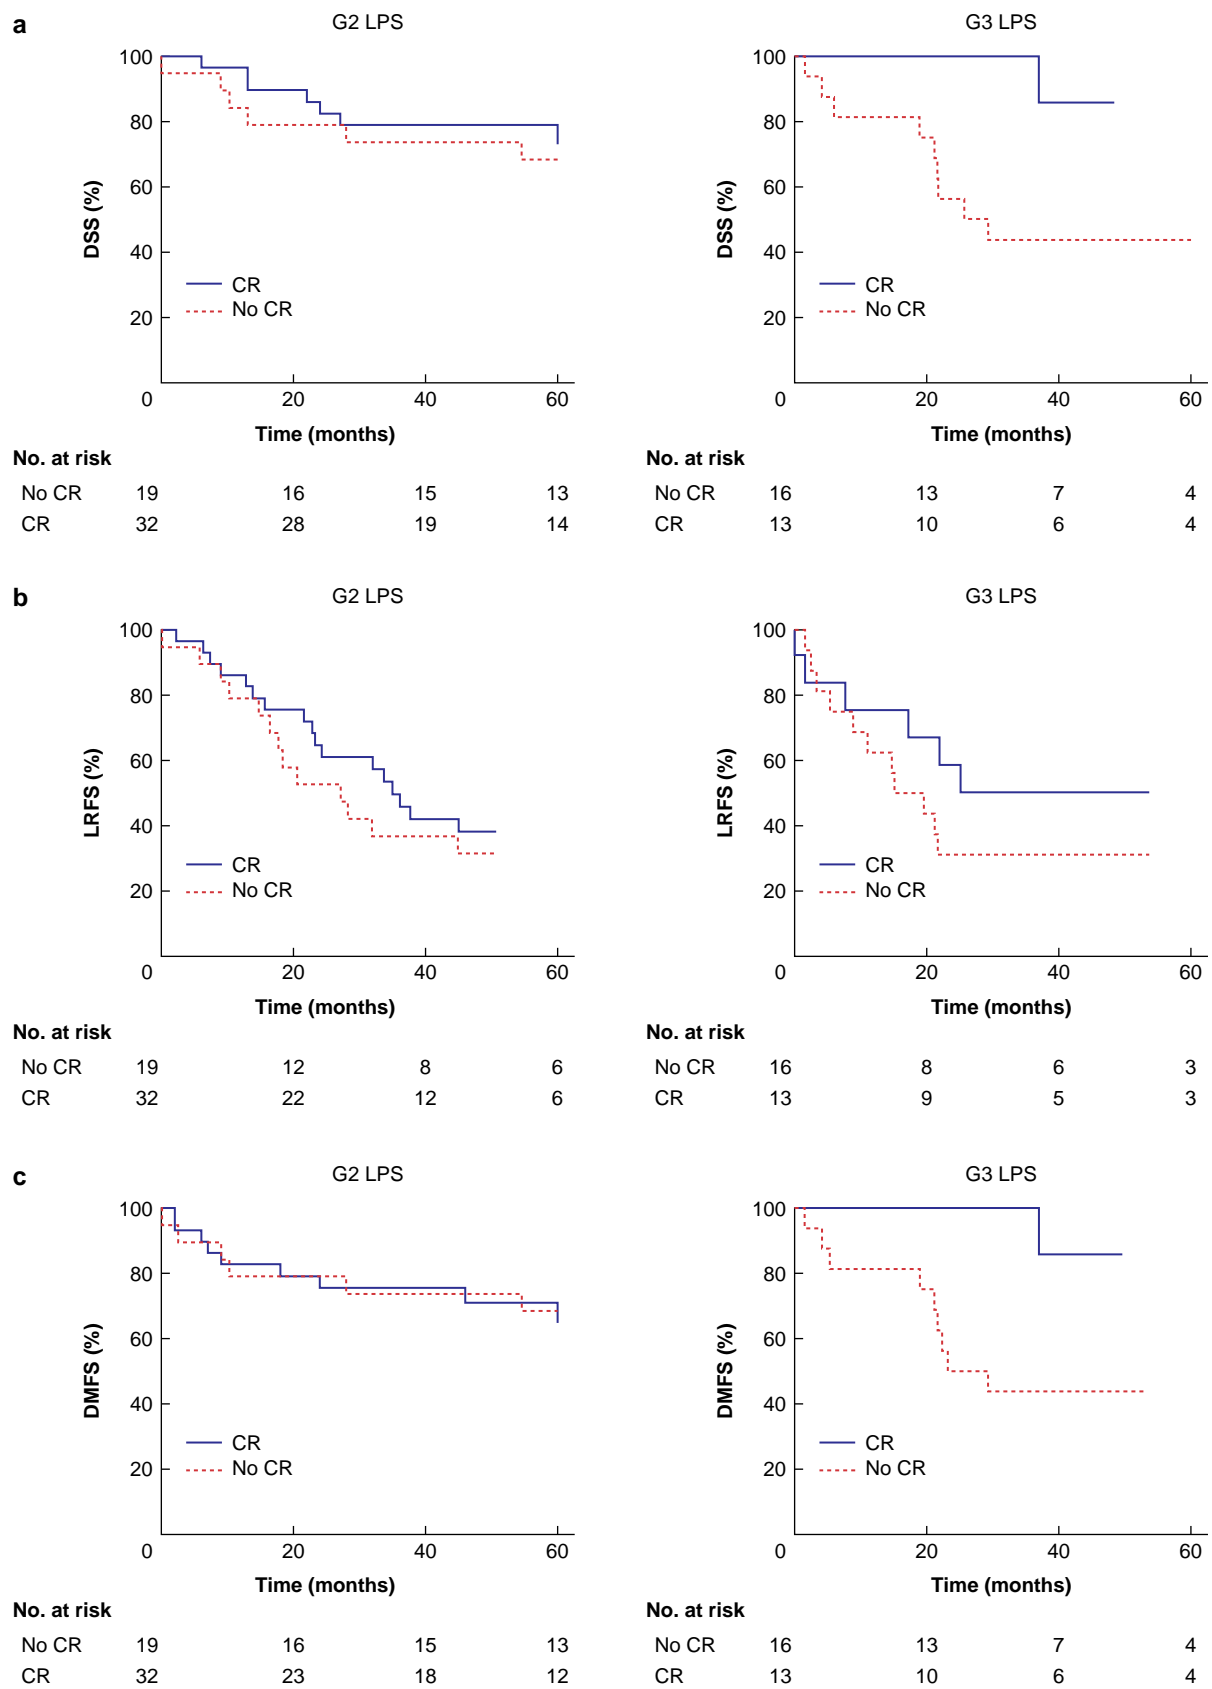 a
G2 LPS
G3 LPS
100
80
60
40
20
0
20
40
60
DSS (%)
CR
No CR
Time (months)
100
80
60
40
20
0
20
40
60
DSS (%)
CR
No CR
Time (months)
No. at risk
No CR 19 16 15 13
CR 32 28 19 14
No. at risk
No CR 16 13 7 4
CR 13 10 6 4
b
G2 LPS
G3 LPS
100
80
60
40
20
0
20
40
60
LRFS (%)
CR
No CR
Time (months)
100
80
60
40
20
0
20
40
60
LRFS (%)
CR
No CR
Time (months)
No. at risk
No CR 19 12 8 6
CR 32 22 12 6
No. at risk
No CR 16 8 6 3
CR 13 9 5 3
c
G2 LPS
G3 LPS
100
80
60
40
20
0
20
40
60
DMFS (%)
CR
No CR
Time (months)
100
80
60
40
20
0
20
40
60
DMFS (%)
CR
No CR
Time (months)
No. at risk
No CR 19 16 15 13
CR 32 23 18 12
No. at risk
No CR 16 13 7 4
CR 13 10 6 4